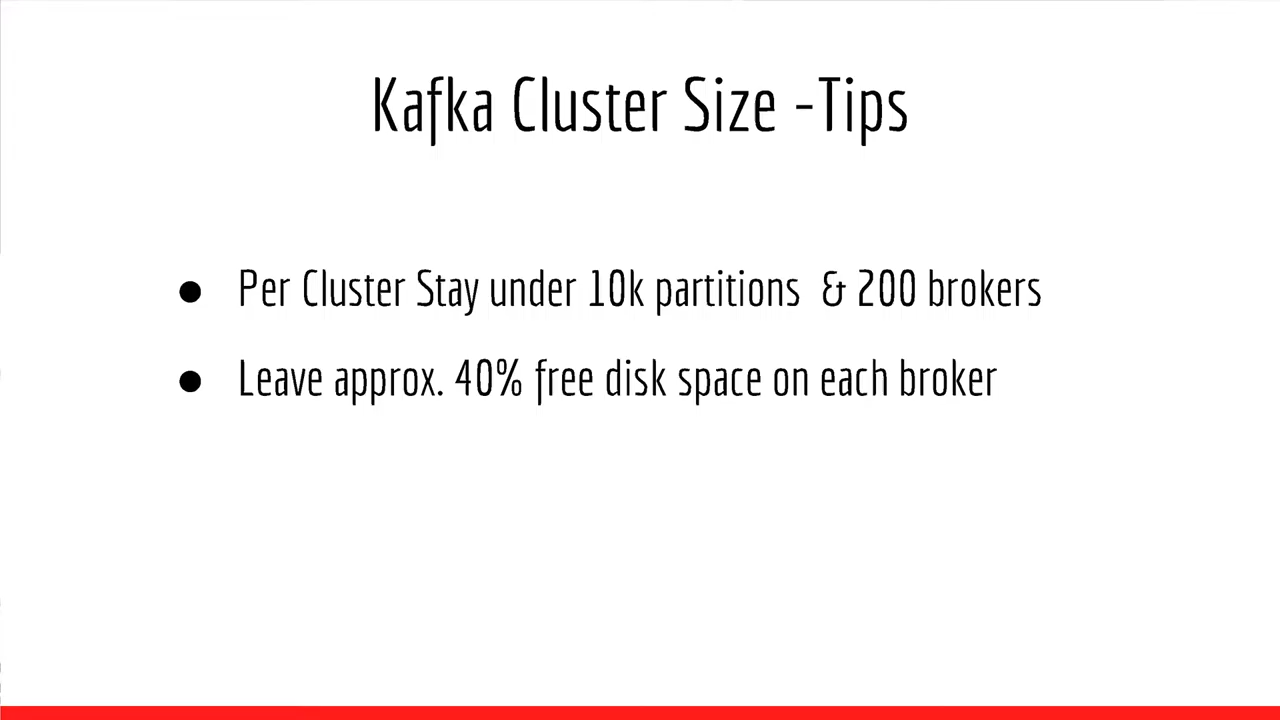 Kafka Cluster Size -Tips
● Per Cluster Stay under 10k partitions & 200 brokers
● Leave approx. 40% free disk space on each broker